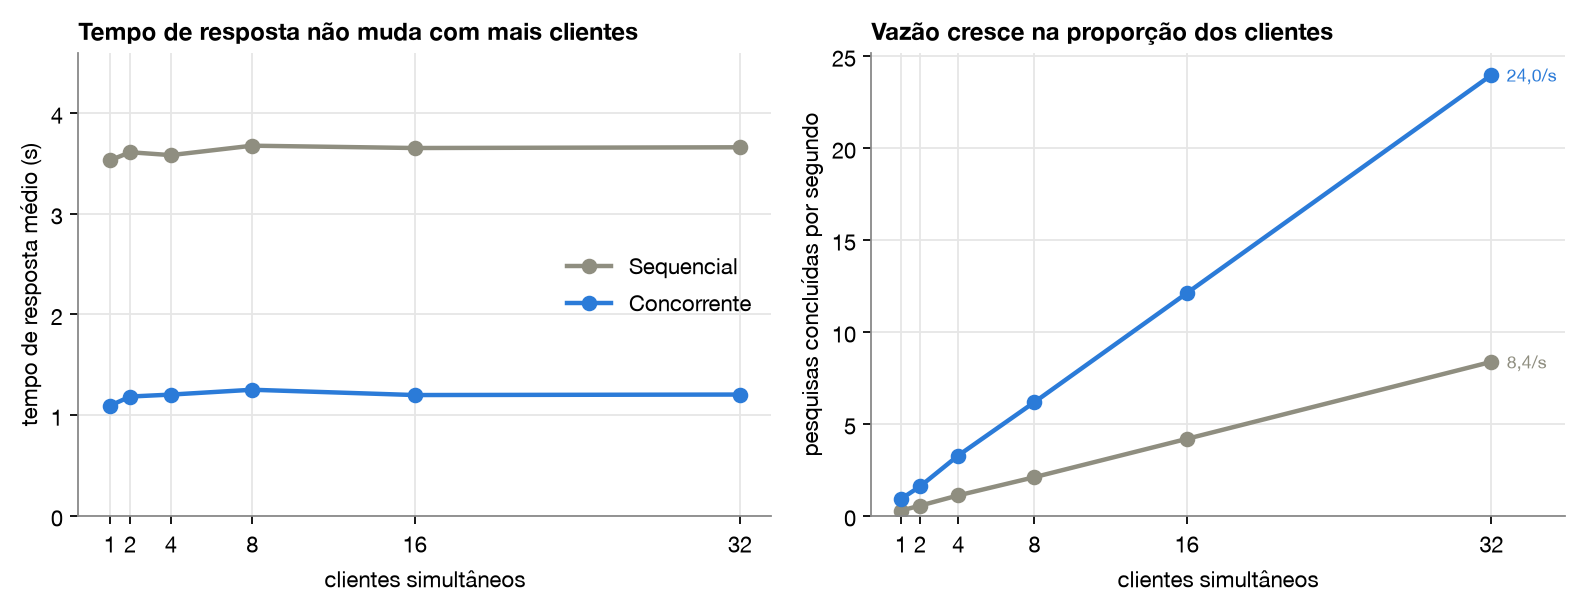 Tempo de resposta não muda com mais clientes
tempo de resposta médio (s)
4
3
2
1
0
Sequencial
Concorrente
1 2 4 8 16 32
clientes simultâneos
Vazão cresce na proporção dos clientes
pesquisas concluídas por segundo
25
20
15
10
5
0
24,0/s
8,4/s
1 2 4 8 16 32
clientes simultâneos